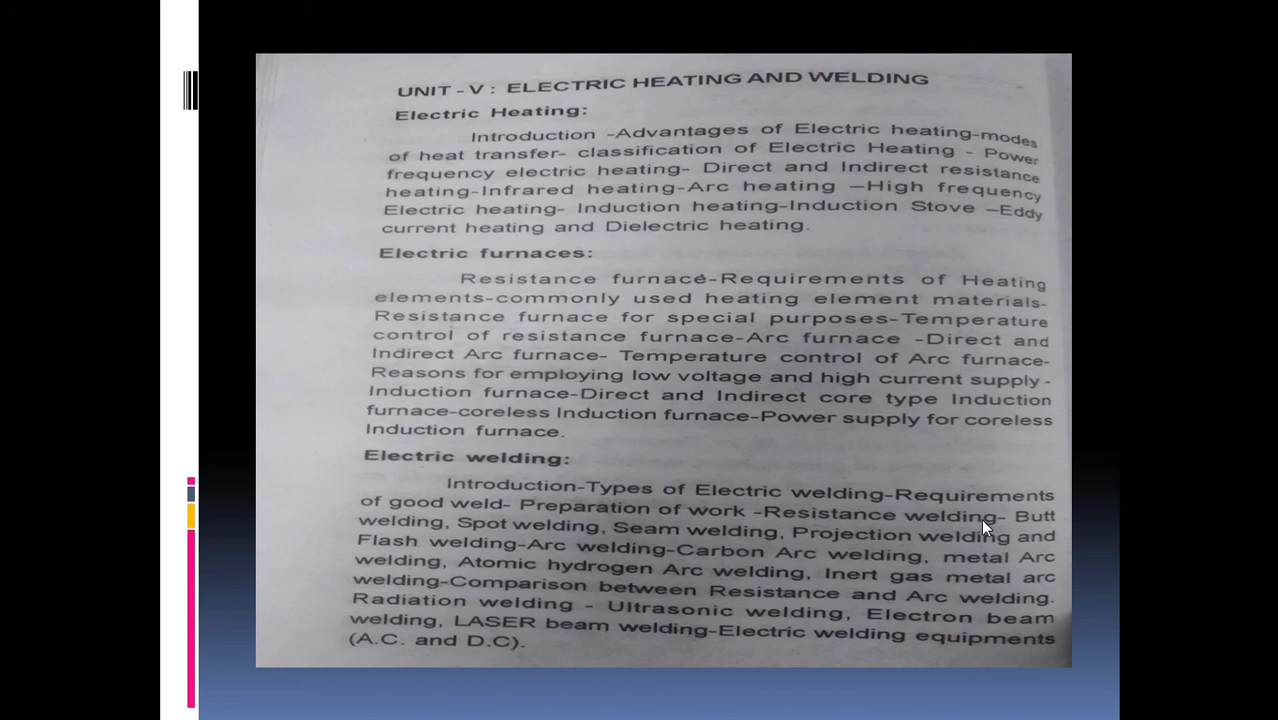 UNIT - V : ELECTRIC HEATING AND WELDING
Electric Heating:
Introduction -Advantages of Electric heating-modes
of heat transfer- classification of Electric Heating - Power
frequency electric heating- Direct and Indirect resistance
heating-Infrared heating-Arc heating –High frequency
Electric heating- Induction heating-Induction Stove –Eddy
current heating and Dielectric heating.
Electric furnaces:
Resistance furnace-Requirements of Heating
elements-commonly used heating element materials-
Resistance furnace for special purposes-Temperature
control of resistance furnace-Arc furnace -Direct and
Indirect Arc furnace- Temperature control of Arc furnace-
Reasons for employing low voltage and high current supply -
Induction furnace-Direct and Indirect core type Induction
furnace-coreless Induction furnace-Power supply for coreless
Induction furnace.
Electric welding:
Introduction-Types of Electric welding-Requirements
of good weld- Preparation of work -Resistance welding- Butt
welding, Spot welding, Seam welding, Projection welding and
Flash welding-Arc welding-Carbon Arc welding, metal Arc
welding, Atomic hydrogen Arc welding, Inert gas metal arc
welding-Comparison between Resistance and Arc welding.
Radiation welding - Ultrasonic welding, Electron beam
welding, LASER beam welding-Electric welding equipments
(A.C. and D.C).